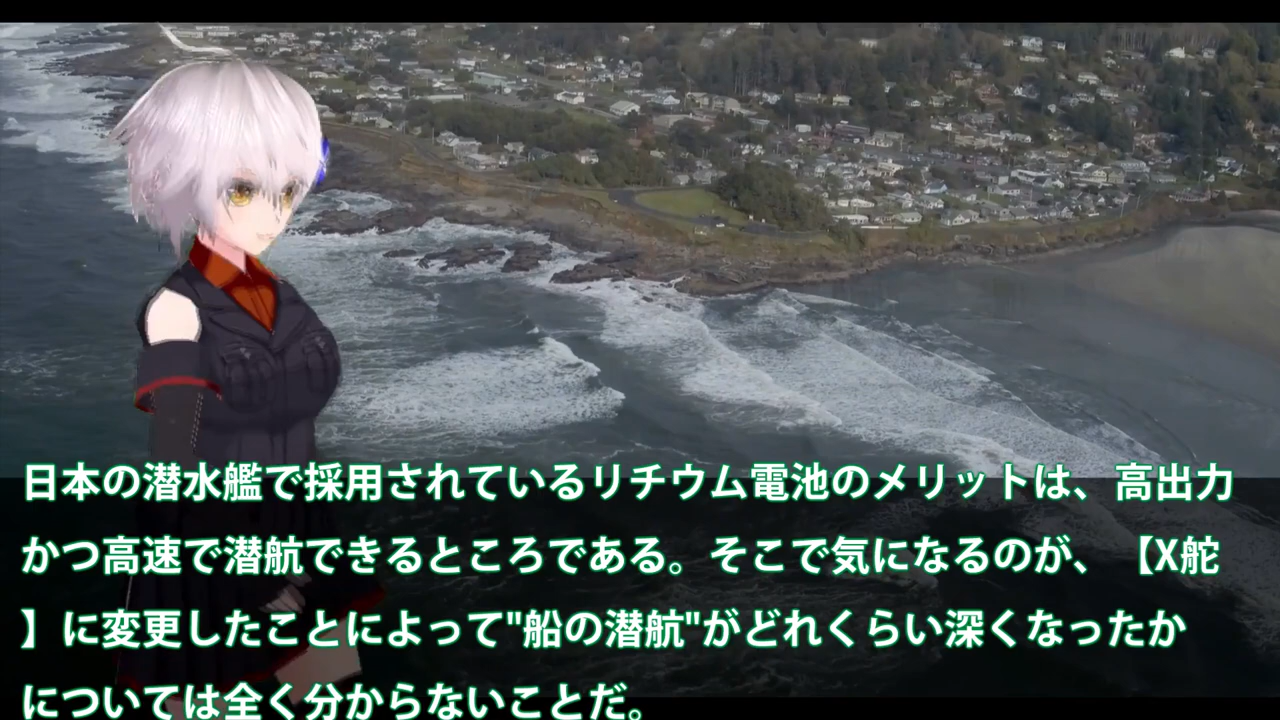 日本の潜水艦で採用されているリチウム電池のメリットは、高出力
かつ高速で潜航できるところである。そこで気になるのが、【X舵
】に変更したことによって"船の潜航"がどれくらい深くなったか
については全く分からないことだ。